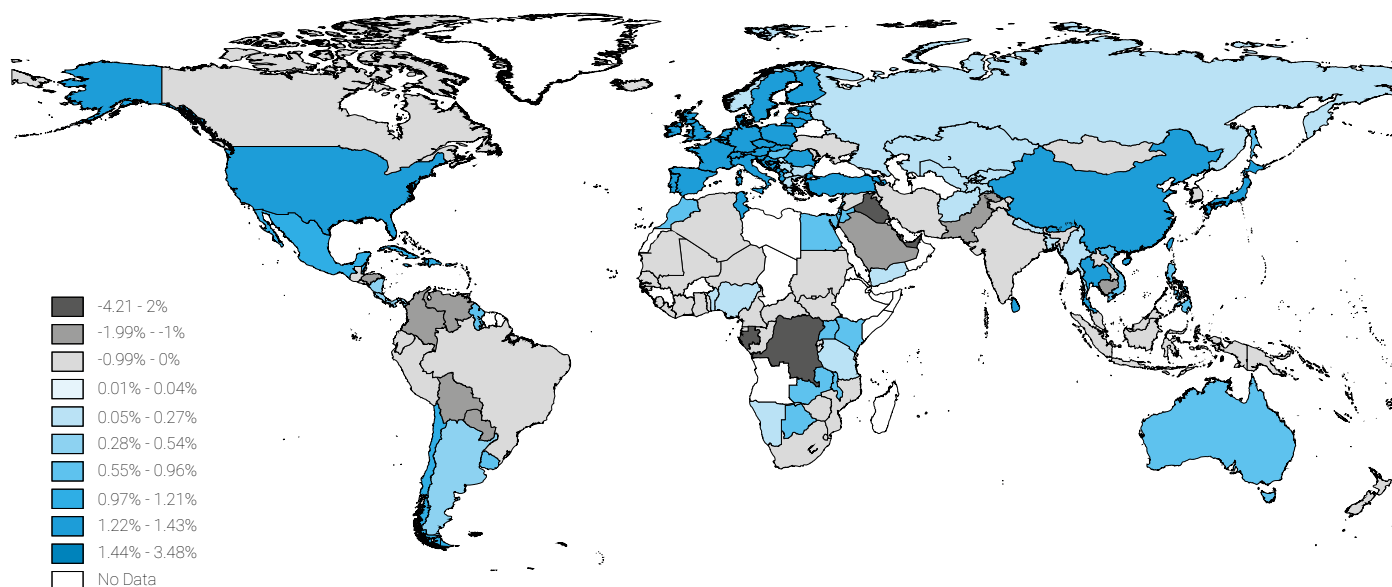 -4.21 - 2%
-1.99% - -1%
-0.99% - 0%
0.01% - 0.04%
0.05% - 0.27%
0.28% - 0.54%
0.55% - 0.96%
0.97% - 1.21%
1.22% - 1.43%
1.44% - 3.48%
No Data